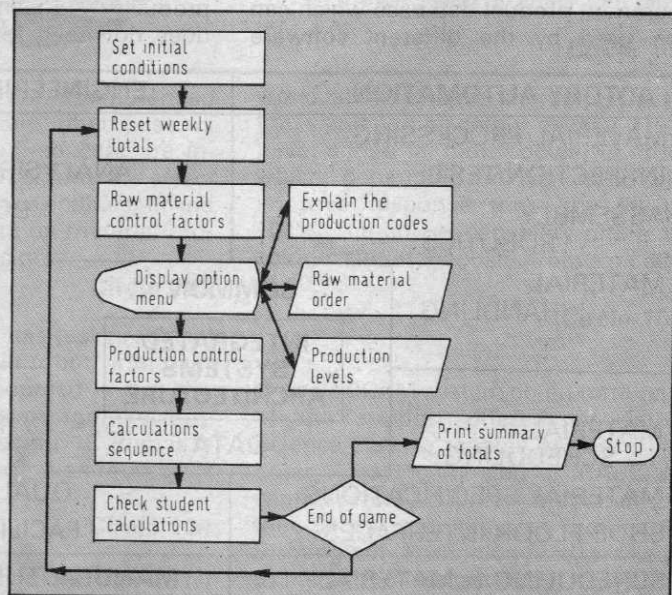 Set initial
conditions
Reset weekly
totals
Raw material
control factors
Explain the
production codes
Display option
menu
Raw material
order
Production control
factors
Production
levels
Calculations
sequence
Print summary
of totals
Stop
Check student
calculations
End of game